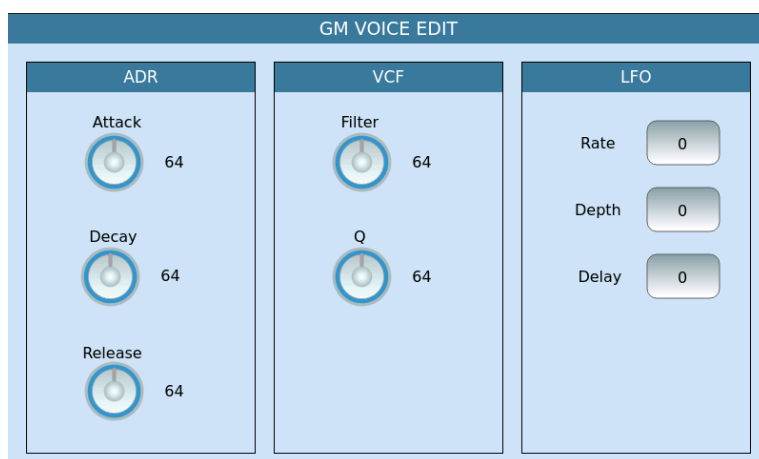 GM VOICE EDIT
ADR
Attack
64
Decay
64
Release
64
VCF
Filter
64
Q
64
LFO
Rate 0
Depth 0
Delay 0